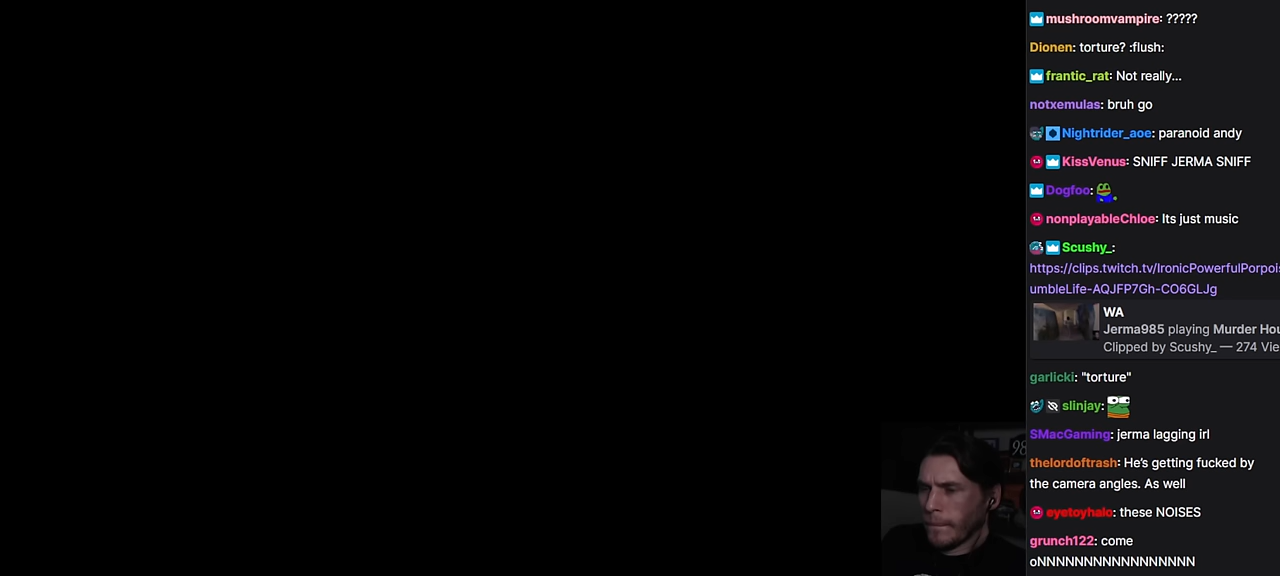 mushroomvampire: ?????
Dionen: torture? :flush:
frantic_rat: Not really...
notxemulas: bruh go
Nightrider_aoe: paranoid andy
KissVenus: SNIFF JERMA SNIFF
Dogfoo:
nonplayableChloe: Its just music
Scushy_:
https://clips.twitch.tv/IronicPowerfulPorpois
umbleLife-AQJFP7Gh-CO6GLJg
WA
Jerma985 playing Murder Hou
Clipped by Scushy_ — 274 Vie
garlicki: "torture"
slinjay:
SMacGaming: jerma lagging irl
thelordoftrash: He's getting fucked by
the camera angles. As well
98
eyetoyhalo: these NOISES
grunch122: come
oNNNNNNNNNNNNNNNNN